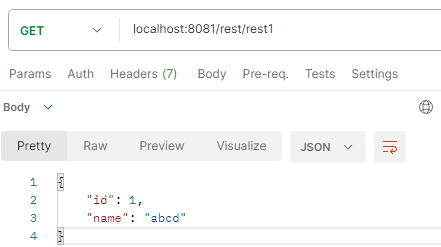 GET localhost:8081/rest/rest1
Params Auth Headers (7) Body Pre-req. Tests Settings
Body
Pretty Raw Preview Visualize JSON
1 {
2 "id": 1,
3 "name": "abcd"
4 }